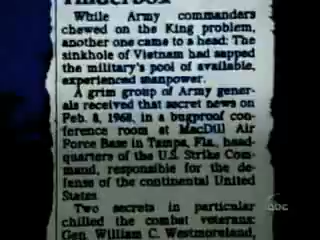 While Army commanders
chewed on the King problem,
another one came to a head: The
sinkhole of Vietnam had sapped
the military's pool of available,
experienced manpower.
A grim group of Army gener-
als received that secret news on
Feb. 8, 1968, in a bugproof con-
ference room at MacDill Air
Force Base in Tampa, Fla., head-
quarters of the U.S. Strike Com-
mand, responsible for the de-
fense of the continental United
States.
Two secrets in particular
chilled the combat veterans:
Gen. William C. Westmoreland,
abc